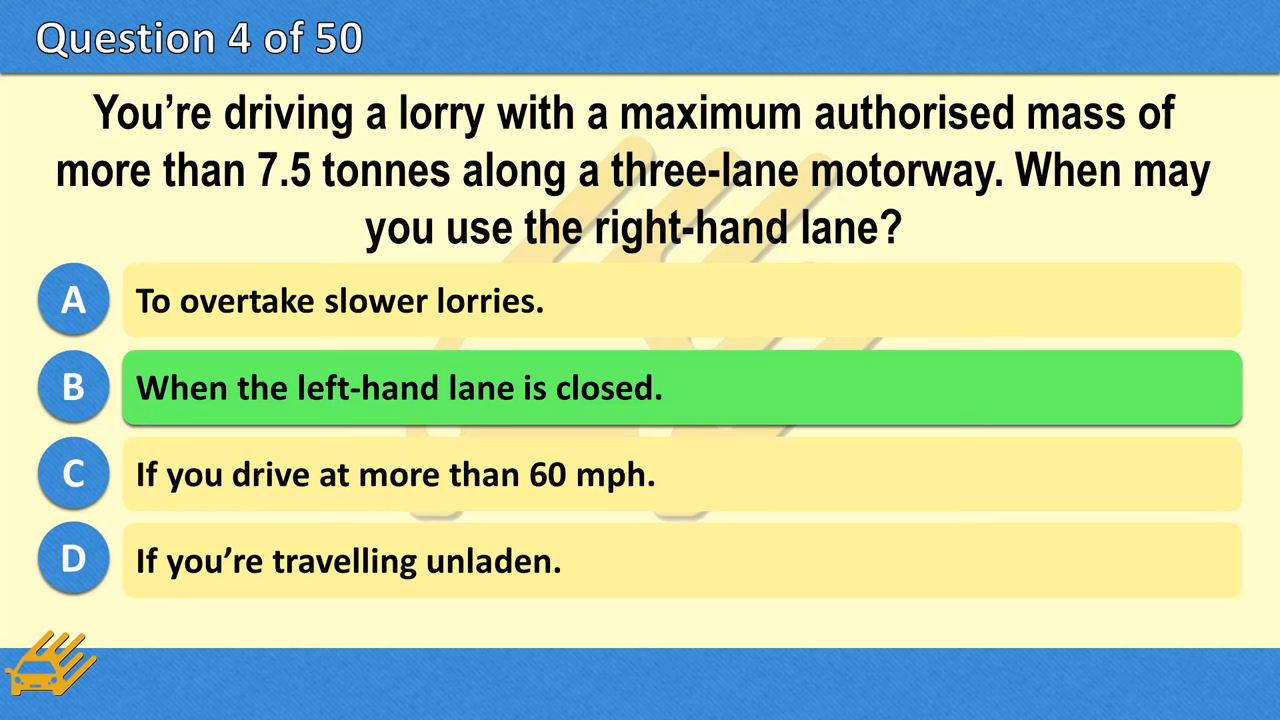 Question 4 of 50
You’re driving a lorry with a maximum authorised mass of
more than 7.5 tonnes along a three-lane motorway. When may
you use the right-hand lane?
A To overtake slower lorries.
B When the left-hand lane is closed.
C If you drive at more than 60 mph.
D If you’re travelling unladen.